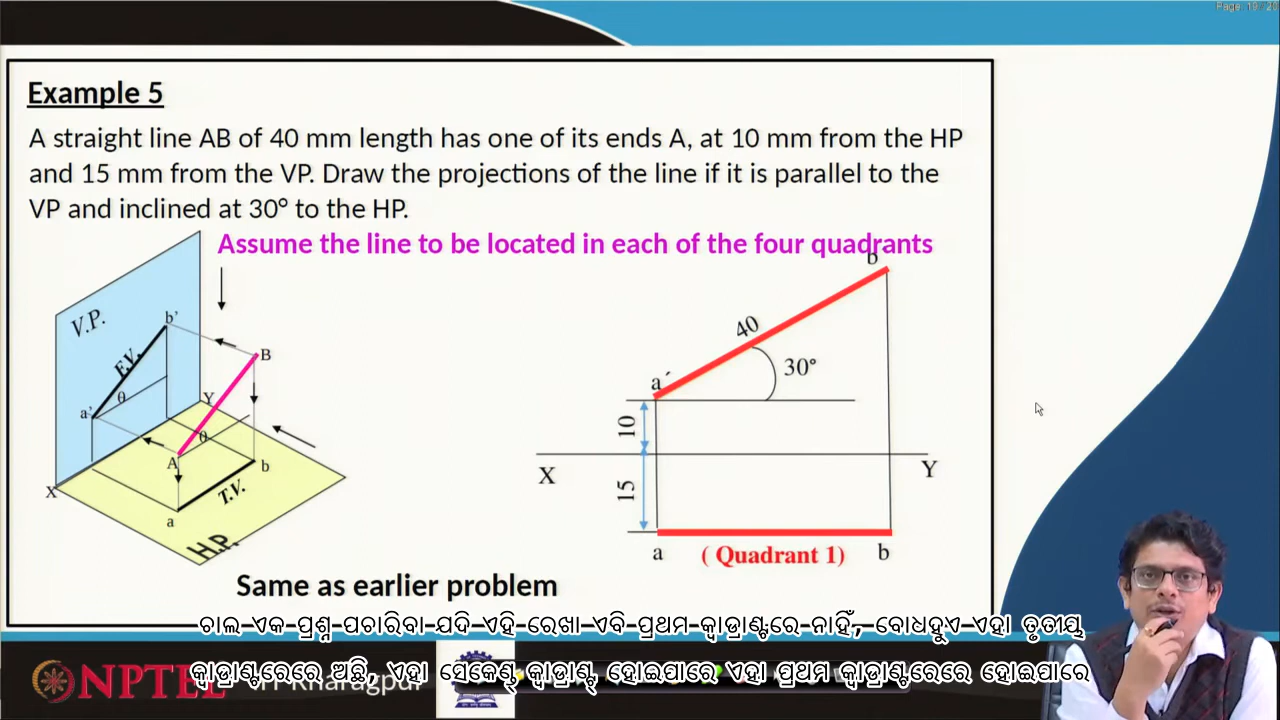 Page 19/20
Example 5
A straight line AB of 40 mm length has one of its ends A, at 10 mm from the HP
and 15 mm from the VP. Draw the projections of the line if it is parallel to the
VP and inclined at 30° to the HP.
Assume the line to be located in each of the four quadrants
V.P.
b'
F.V.
θ
a'
B
Y
θ
A
b
T.V.
X
a
H.P.
b
40
30°
a´
10
X
Y
15
a
( Quadrant 1)
b
Same as earlier problem
ଚାଲ ଏକ ପ୍ରଶ୍ନ ପଚାରିବା ଯଦି ଏହି ରେଖା ଏବି ପ୍ରଥମ କ୍ୱାଡ୍ରାଣ୍ଟରେ ନାହିଁ, ବୋଧହୁଏ ଏହା ତୃତୀୟ
କ୍ୱାଡ୍ରାଣ୍ଟରେରେ ଅଛି, ଏହା ସେକେଣ୍ଡ୍ କ୍ୱାଡ୍ରାଣ୍ଟ୍ ହୋଇପାରେ ଏହା ପ୍ରଥମ କ୍ୱାଡ୍ରାଣ୍ଟରେରେ ହୋଇପାରେ
NPTEL
IIT Kharagpur